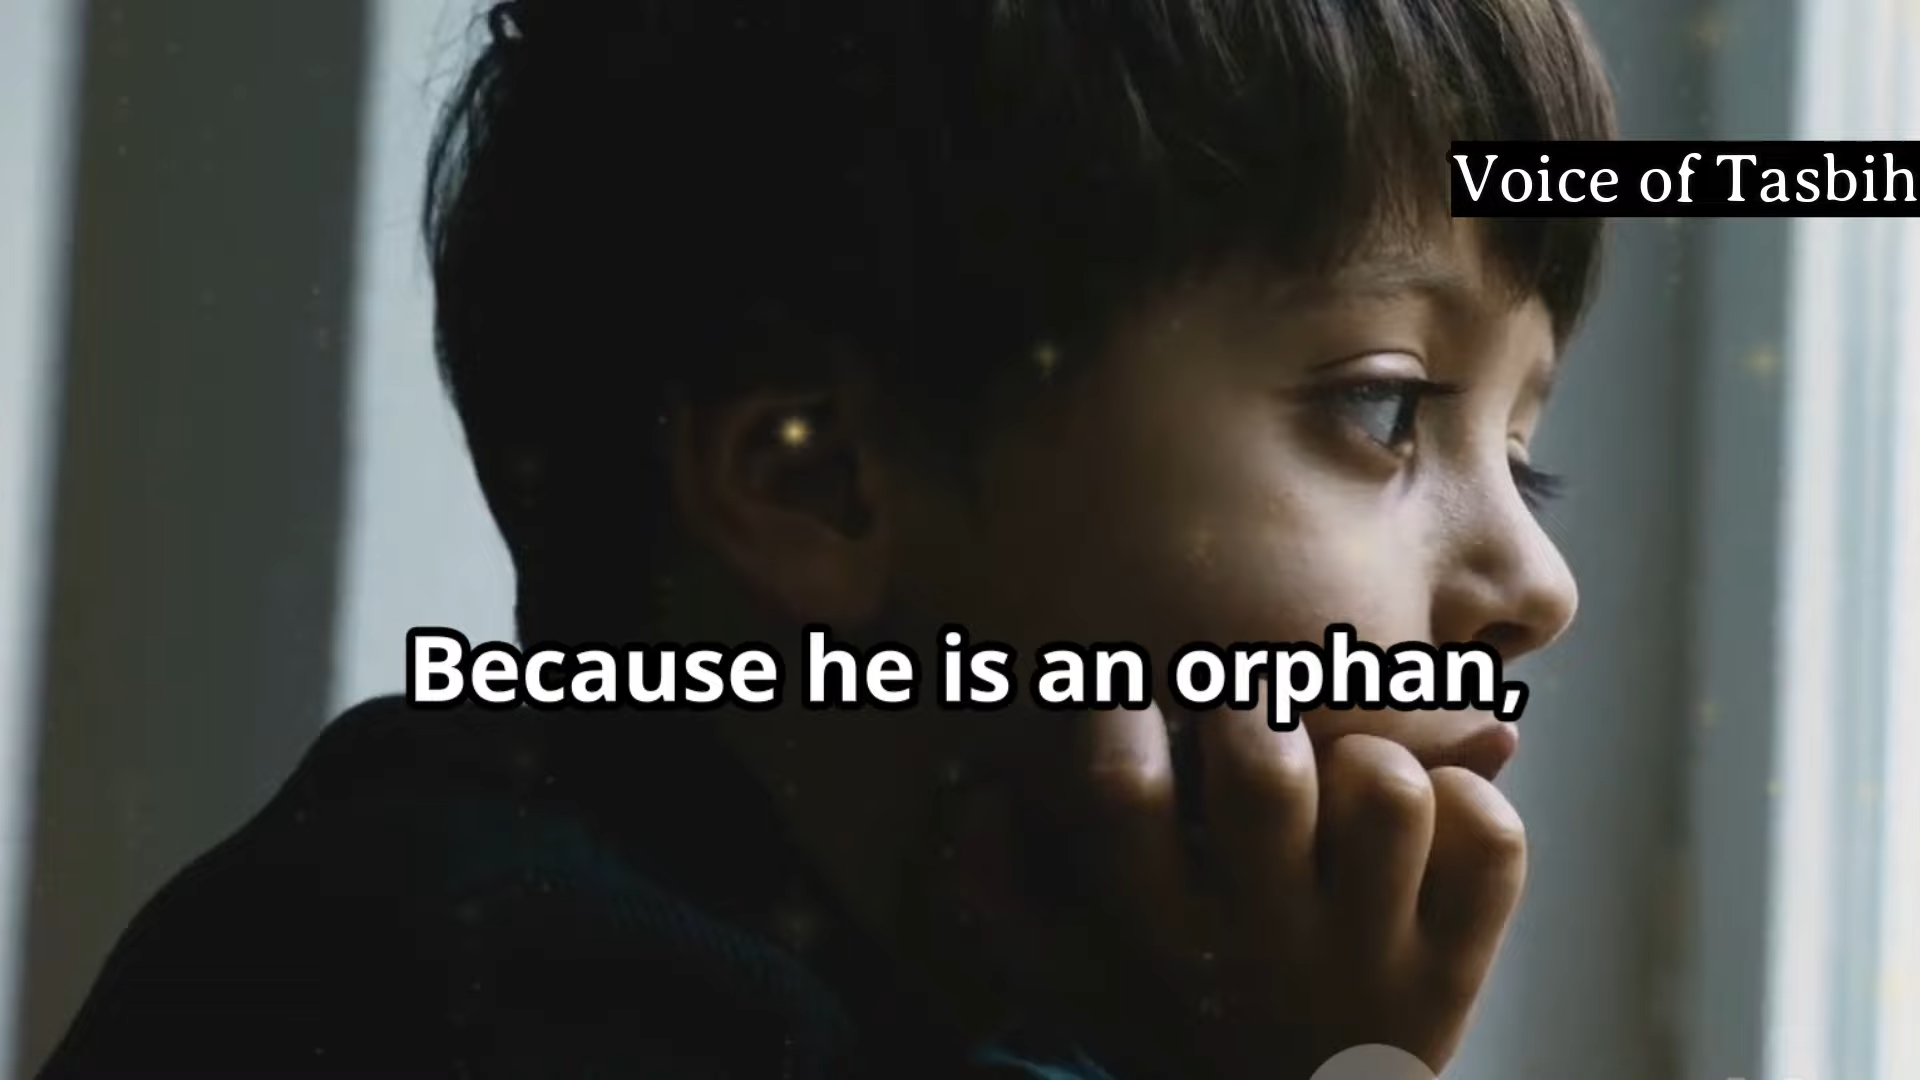 Voice of Tasbih
Because he is an orphan,